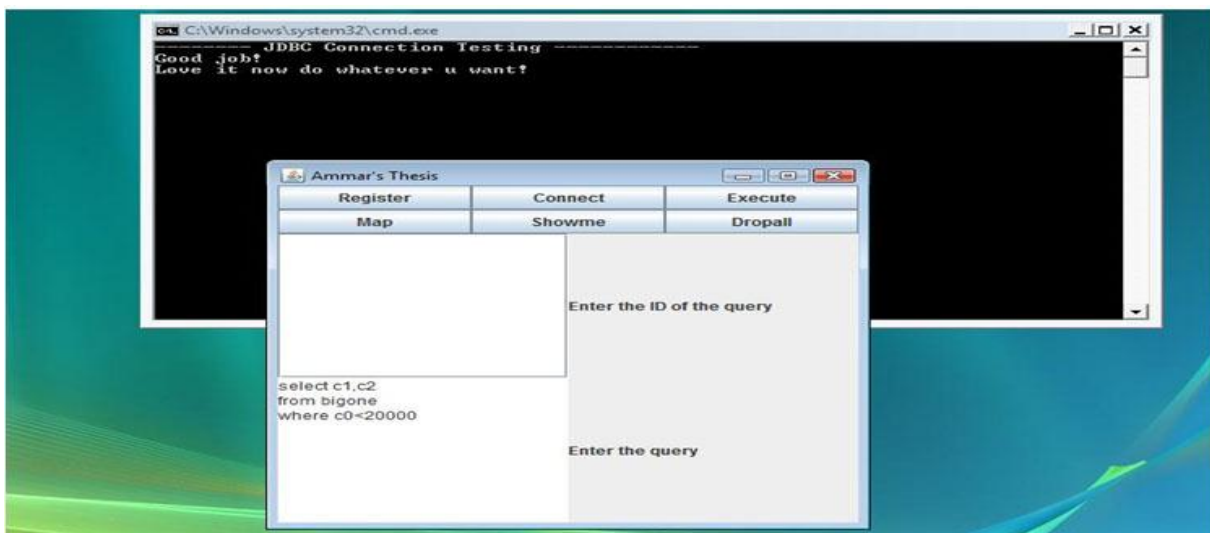 C:\Windows\system32\cmd.exe
-------- JDBC Connection Testing ------------
Good job!
Love it now do whatever u want!
Ammar's Thesis
Register Connect Execute
Map Showme Dropall
Enter the ID of the query
select c1,c2
from bigone
where c0<20000
Enter the query